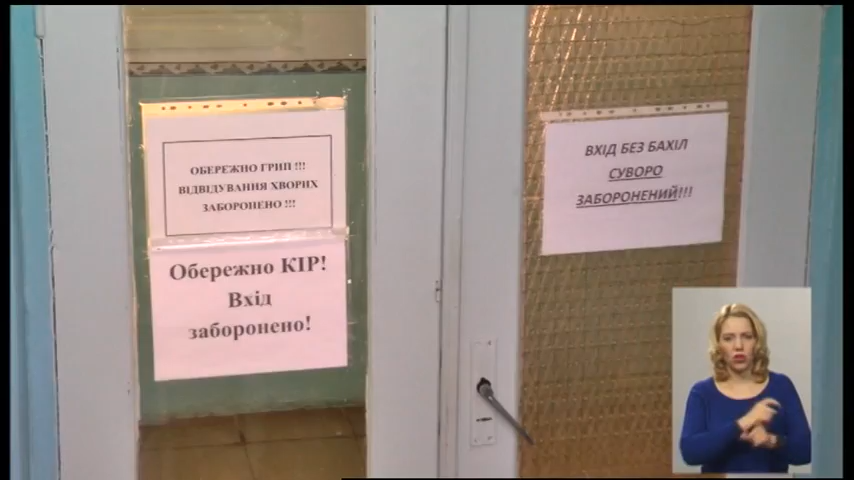 ОБЕРЕЖНО ГРИП !!!
ВІДВІДУВАННЯ ХВОРИХ
ЗАБОРОНЕНО !!!
Обережно КІР!
Вхід
заборонено!
ВХІД БЕЗ БАХІЛ
СУВОРО
ЗАБОРОНЕНИЙ!!!